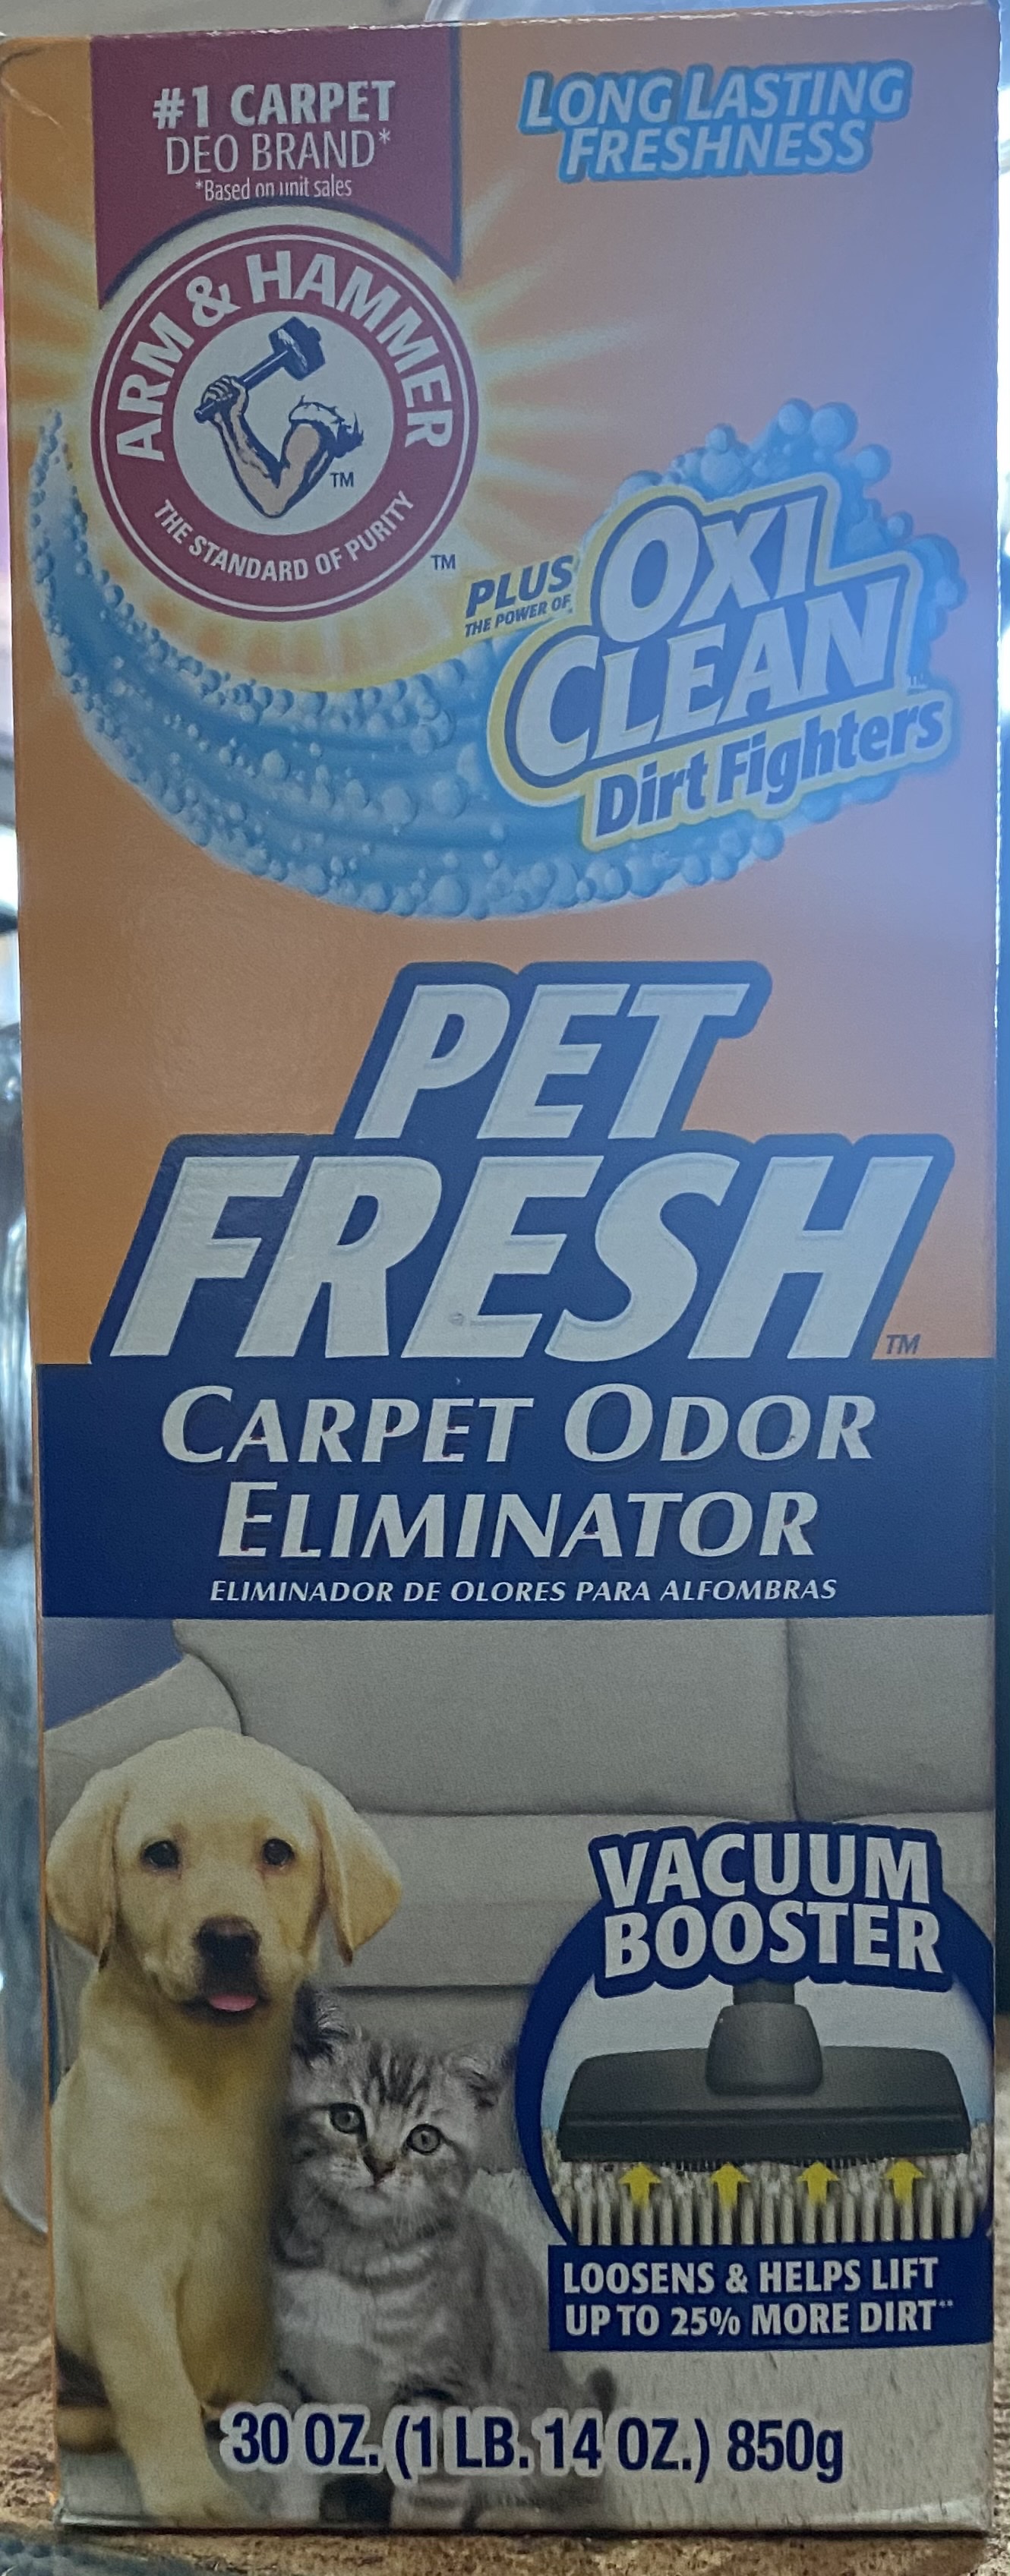 #1 CARPET
DEO BRAND*
*Based on unit sales
LONG LASTING
FRESHNESS
ARM & HAMMER
TM
THE STANDARD OF PURITY
TM
PLUS
THE POWER OF
OXI
CLEAN
Dirt Fighters
PET
FRESH
TM
CARPET ODOR
ELIMINATOR
ELIMINADOR DE OLORES PARA ALFOMBRAS
VACUUM
BOOSTER
LOOSENS & HELPS LIFT
UP TO 25% MORE DIRT**
30 OZ. (1 LB. 14 OZ.) 850g